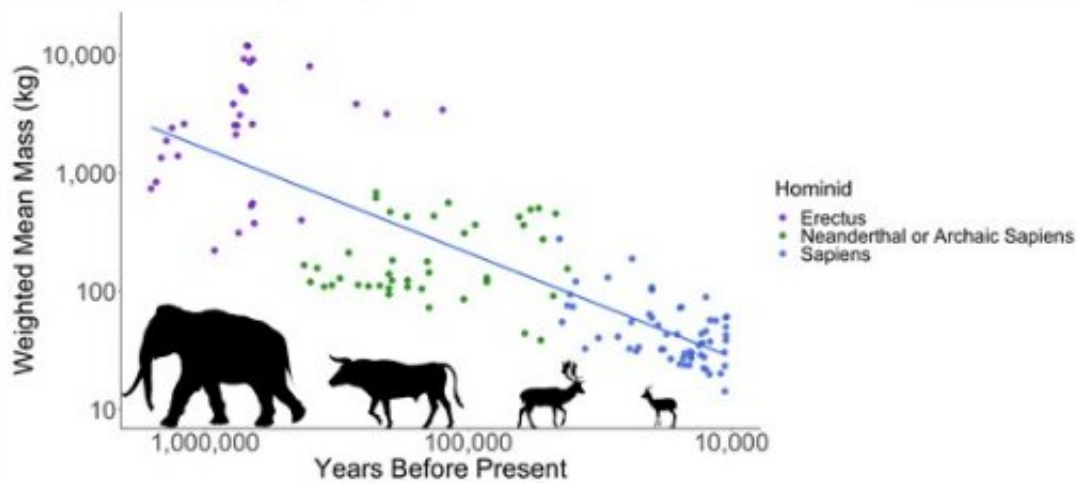 10,000
1,000
100
10
Weighted Mean Mass (kg)
1,000,000
100,000
10,000
Years Before Present
Hominid
Erectus
Neanderthal or Archaic Sapiens
Sapiens